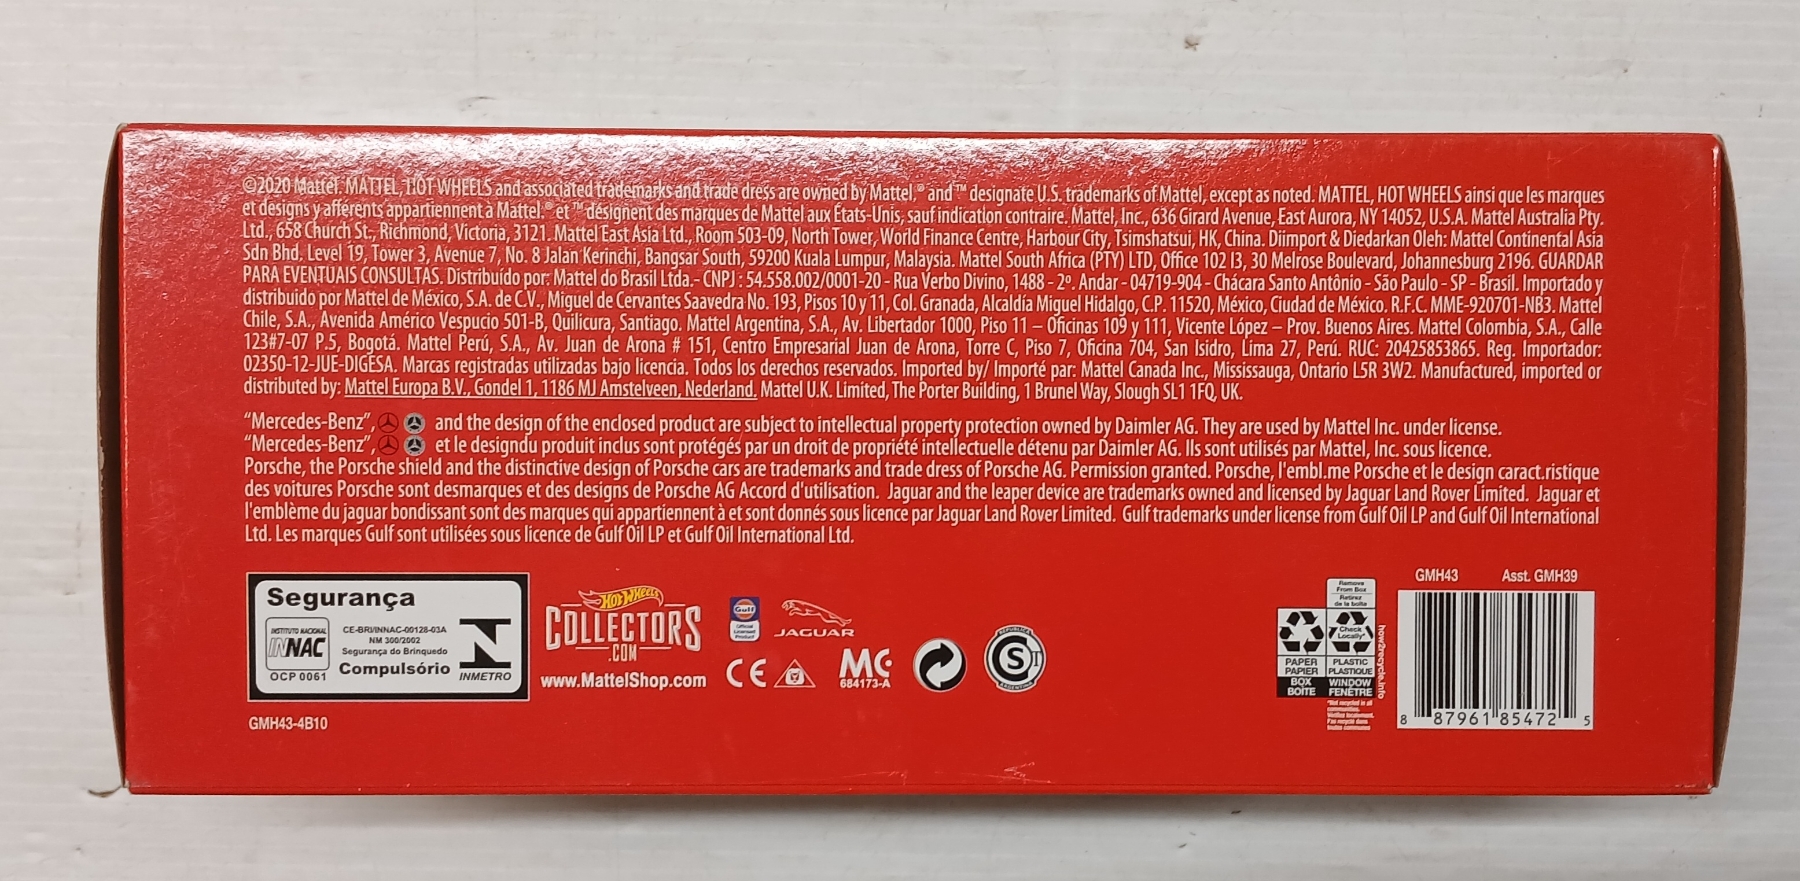 ©2020 Mattel. MATTEL, HOT WHEELS and associated trademarks and trade dress are owned by Mattel.® and ™ designate U.S. trademarks of Mattel, except as noted. MATTEL, HOT WHEELS ainsi que les marques
et designs y afférents appartiennent à Mattel.® et ™ désignent des marques de Mattel aux États-Unis, sauf indication contraire. Mattel, Inc., 636 Girard Avenue, East Aurora, NY 14052, U.S.A. Mattel Australia Pty.
Ltd., 658 Church St., Richmond, Victoria, 3121. Mattel East Asia Ltd., Room 503-09, North Tower, World Finance Centre, Harbour City, Tsimshatsui, HK, China. Diimport & Diedarkan Oleh: Mattel Continental Asia
Sdn Bhd. Level 19, Tower 3, Avenue 7, No. 8 Jalan Kerinchi, Bangsar South, 59200 Kuala Lumpur, Malaysia. Mattel South Africa (PTY) LTD, Office 102 I3, 30 Melrose Boulevard, Johannesburg 2196. GUARDAR
PARA EVENTUAIS CONSULTAS. Distribuído por: Mattel do Brasil Ltda.- CNPJ : 54.558.002/0001-20 - Rua Verbo Divino, 1488 - 2º. Andar - 04719-904 - Chácara Santo Antônio - São Paulo - SP - Brasil. Importado y
distribuido por Mattel de México, S.A. de C.V., Miguel de Cervantes Saavedra No. 193, Pisos 10 y 11, Col. Granada, Alcaldía Miguel Hidalgo, C.P. 11520, México, Ciudad de México. R.F.C. MME-920701-NB3. Mattel
Chile, S.A., Avenida Américo Vespucio 501-B, Quilicura, Santiago. Mattel Argentina, S.A., Av. Libertador 1000, Piso 11 – Oficinas 109 y 111, Vicente López – Prov. Buenos Aires. Mattel Colombia, S.A., Calle
123#7-07 P.5, Bogotá. Mattel Perú, S.A., Av. Juan de Arona # 151, Centro Empresarial Juan de Arona, Torre C, Piso 7, Oficina 704, San Isidro, Lima 27, Perú. RUC: 20425853865. Reg. Importador:
02350-12-JUE-DIGESA. Marcas registradas utilizadas bajo licencia. Todos los derechos reservados. Imported by/ Importé par: Mattel Canada Inc., Mississauga, Ontario L5R 3W2. Manufactured, imported or
distributed by: Mattel Europa B.V., Gondel 1, 1186 MJ Amstelveen, Nederland. Mattel U.K. Limited, The Porter Building, 1 Brunel Way, Slough SL1 1FQ, UK.
“Mercedes-Benz”, and the design of the enclosed product are subject to intellectual property protection owned by Daimler AG. They are used by Mattel Inc. under license.
“Mercedes-Benz”, et le designdu produit inclus sont protégés par un droit de propriété intellectuelle détenu par Daimler AG. Ils sont utilisés par Mattel, Inc. sous licence.
Porsche, the Porsche shield and the distinctive design of Porsche cars are trademarks and trade dress of Porsche AG. Permission granted. Porsche, l'embl.me Porsche et le design caract.ristique
des voitures Porsche sont desmarques et des designs de Porsche AG Accord d'utilisation. Jaguar and the leaper device are trademarks owned and licensed by Jaguar Land Rover Limited. Jaguar et
l'emblème du jaguar bondissant sont des marques qui appartiennent à et sont donnés sous licence par Jaguar Land Rover Limited. Gulf trademarks under license from Gulf Oil LP and Gulf Oil International
Ltd. Les marques Gulf sont utilisées sous licence de Gulf Oil LP et Gulf Oil International Ltd.
Segurança
INSTITUTO NACIONAL
INNAC
OCP 0061
CE-BRI/INNAC-00128-03A
NM 300/2002
Segurança do Brinquedo
Compulsório
INMETRO
GMH43-4B10
Hot Wheels
COLLECTORS
.COM
www.MattelShop.com
Gulf
Official
Licensed
Product
JAGUAR
CE
MC
684173-A
REPUBLICA
S
ARGENTINA
Remove
From Box
Retirez
de la boîte
Check
Locally*
PAPER
PAPIER
BOX
BOÎTE
PLASTIC
PLASTIQUE
WINDOW
FENÊTRE
how2recycle.info
*Not recycled in all
communities.
GMH43 Asst. GMH39
8 87961 85472 5